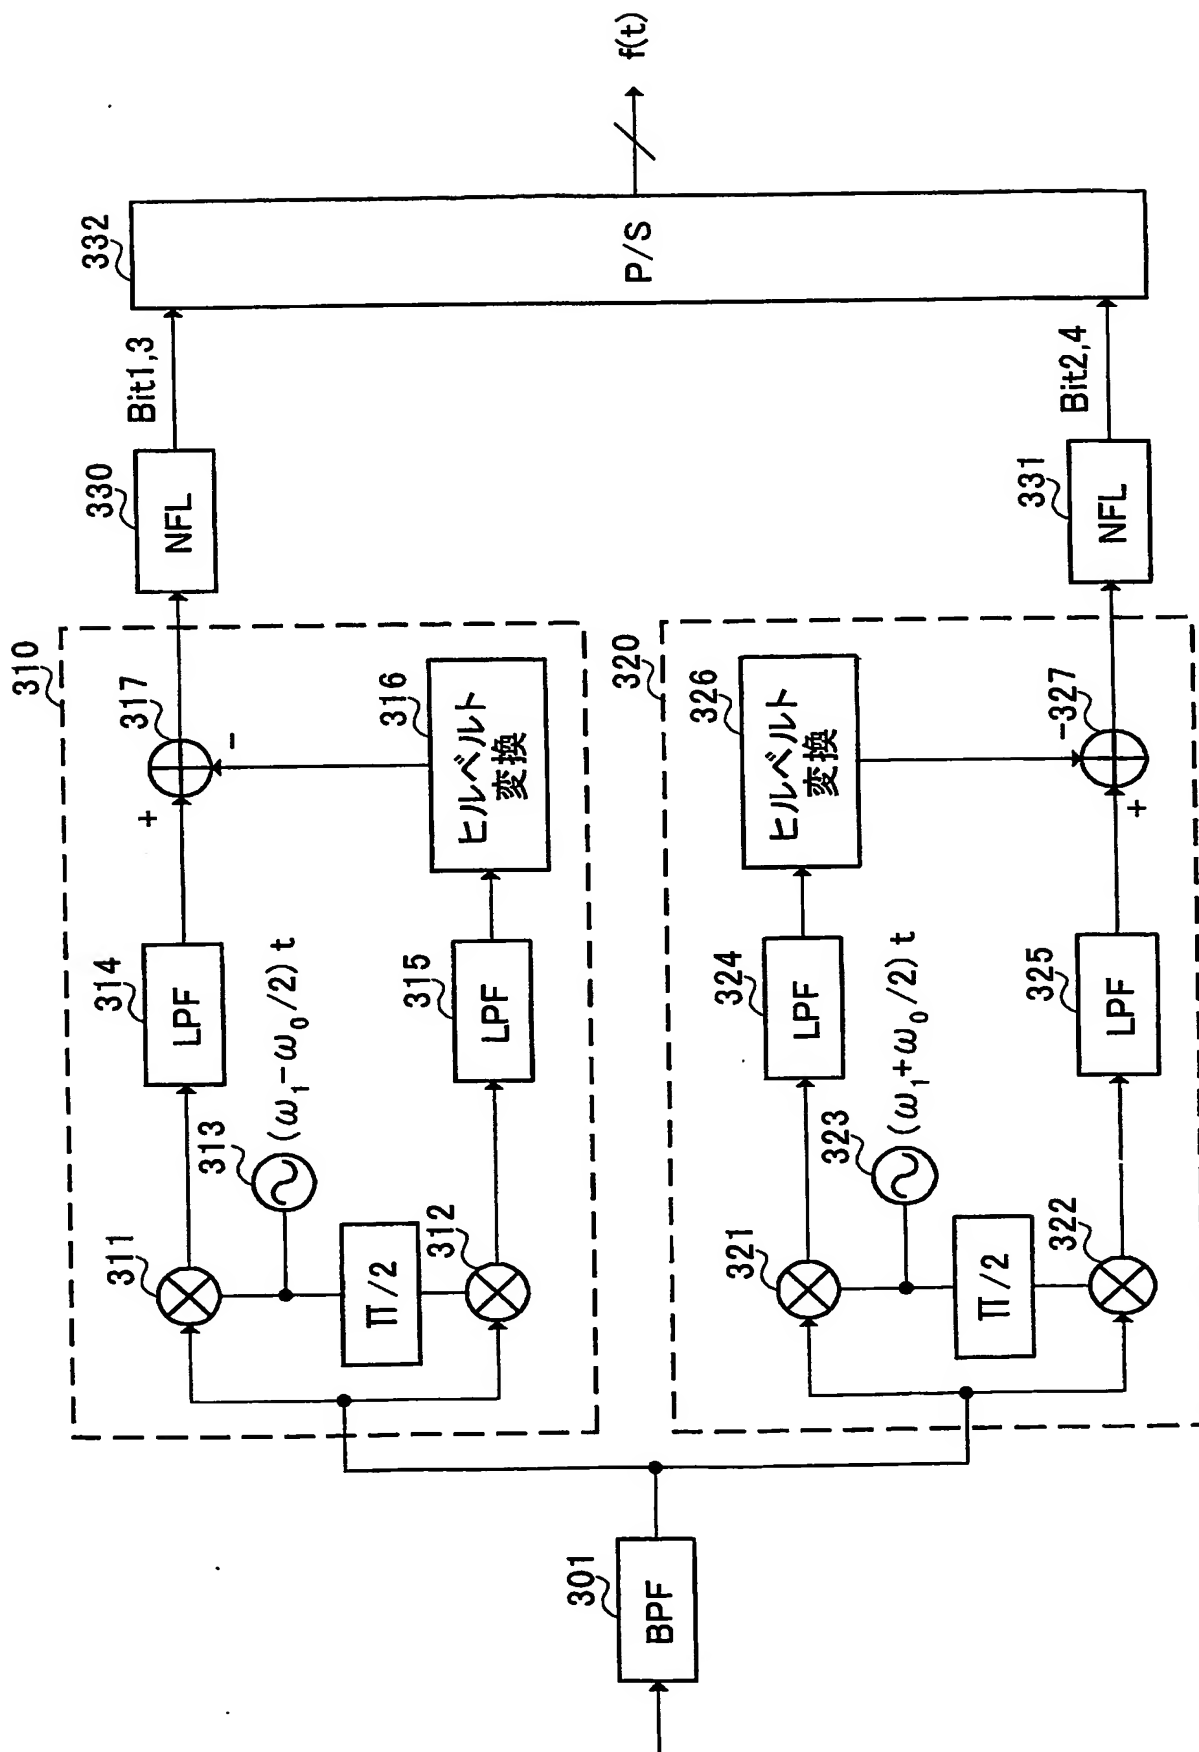 301
BPF
310
311
π/2
312
313
(ω₁−ω₀/2)t
314
LPF
315
LPF
316
ヒルベルト
変換
317
+
-
330
NFL
Bit1,3
320
321
π/2
322
323
(ω₁+ω₀/2)t
324
LPF
325
LPF
326
ヒルベルト
変換
327
-
+
331
NFL
Bit2,4
332
P/S
f(t)